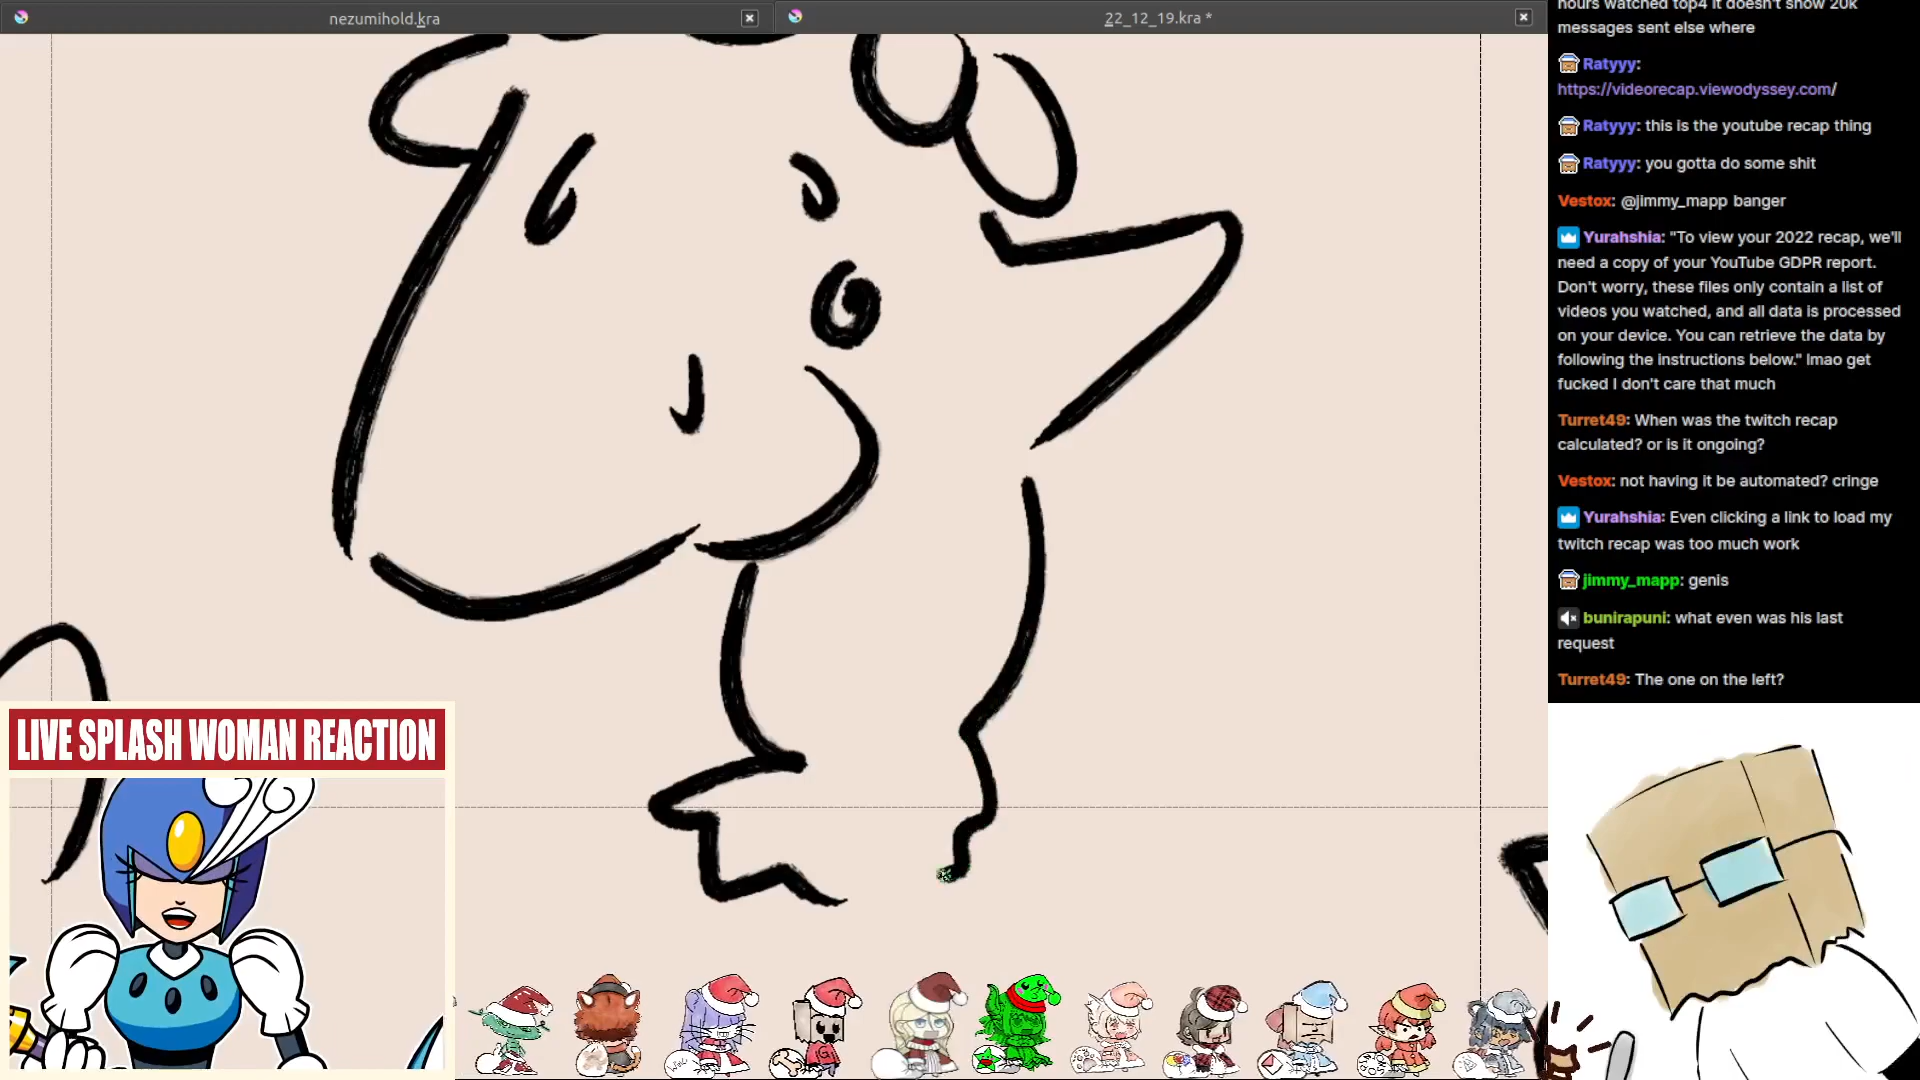 nezumihold.kra
22_12_19.kra *
hours watched top4 it doesn't show 20k
messages sent else where
Ratyyy:
https://videorecap.viewodyssey.com/
Ratyyy: this is the youtube recap thing
Ratyyy: you gotta do some shit
Vestox: @jimmy_mapp banger
Yurahshia: "To view your 2022 recap, we'll
need a copy of your YouTube GDPR report.
Don't worry, these files only contain a list of
videos you watched, and all data is processed
on your device. You can retrieve the data by
following the instructions below." lmao get
fucked I don't care that much
Turret49: When was the twitch recap
calculated? or is it ongoing?
Vestox: not having it be automated? cringe
Yurahshia: Even clicking a link to load my
twitch recap was too much work
jimmy_mapp: genis
bunirapuni: what even was his last
request
Turret49: The one on the left?
LIVE SPLASH WOMAN REACTION